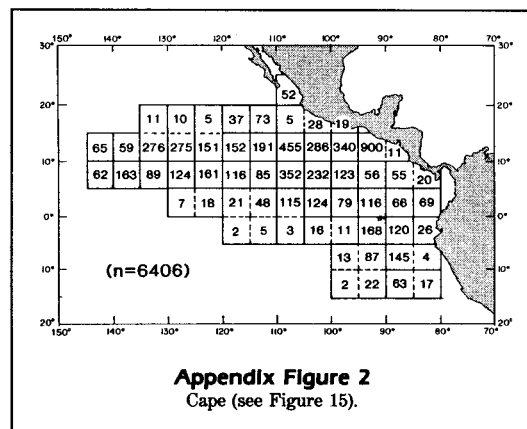 150° 140° 130° 120° 110° 100° 90° 80° 70°
30° 30°
52
20° 20°
11 10 5 37 73 5 28 19
65 59 276 275 151 152 191 455 286 340 900 11
10° 10°
62 163 89 124 161 116 85 352 232 123 56 55 20
7 18 21 48 115 124 79 116 66 69
0° 0°
2 5 3 16 11 168 120 26
13 87 145 4
10° 10°
(n=6406)
2 22 63 17
20° 20°
150° 140° 130° 120° 110° 100° 90° 80° 70°
Appendix Figure 2
Cape (see Figure 15).